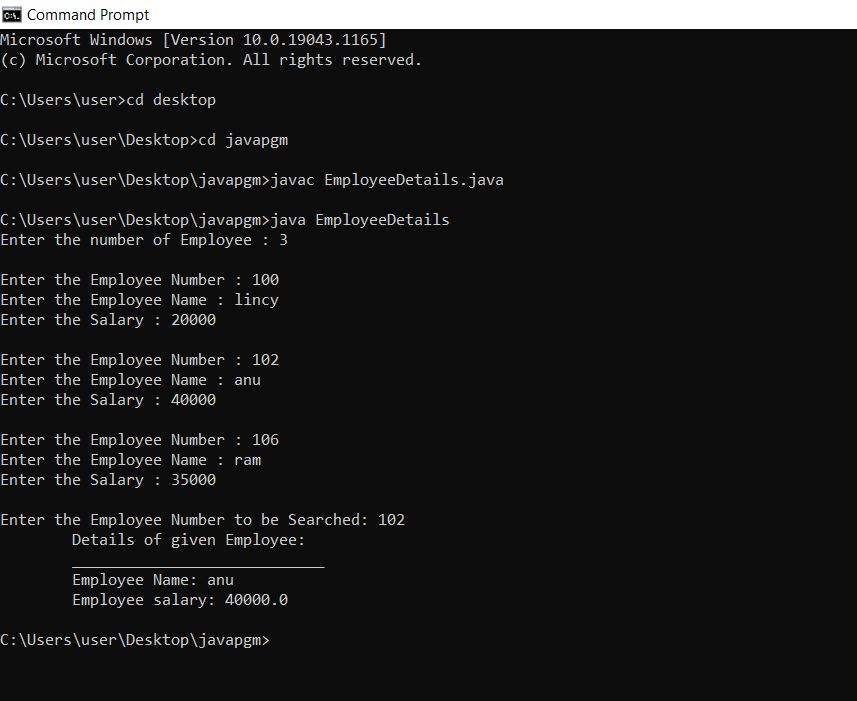 Command Prompt
Microsoft Windows [Version 10.0.19043.1165]
(c) Microsoft Corporation. All rights reserved.
C:\Users\user>cd desktop
C:\Users\user\Desktop>cd javapgm
C:\Users\user\Desktop\javapgm>javac EmployeeDetails.java
C:\Users\user\Desktop\javapgm>java EmployeeDetails
Enter the number of Employee : 3
Enter the Employee Number : 100
Enter the Employee Name : lincy
Enter the Salary : 20000
Enter the Employee Number : 102
Enter the Employee Name : anu
Enter the Salary : 40000
Enter the Employee Number : 106
Enter the Employee Name : ram
Enter the Salary : 35000
Enter the Employee Number to be Searched: 102
Details of given Employee:
____________________________
Employee Name: anu
Employee salary: 40000.0
C:\Users\user\Desktop\javapgm>